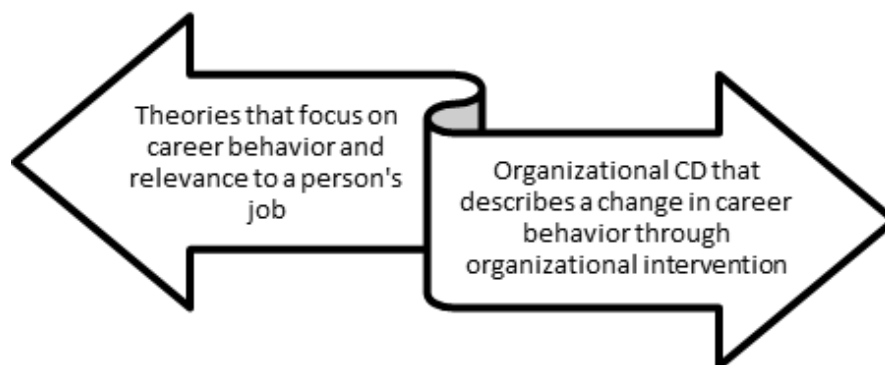 Theories that focus on
career behavior and
relevance to a person's
job
Organizational CD that
describes a change in career
behavior through
organizational intervention